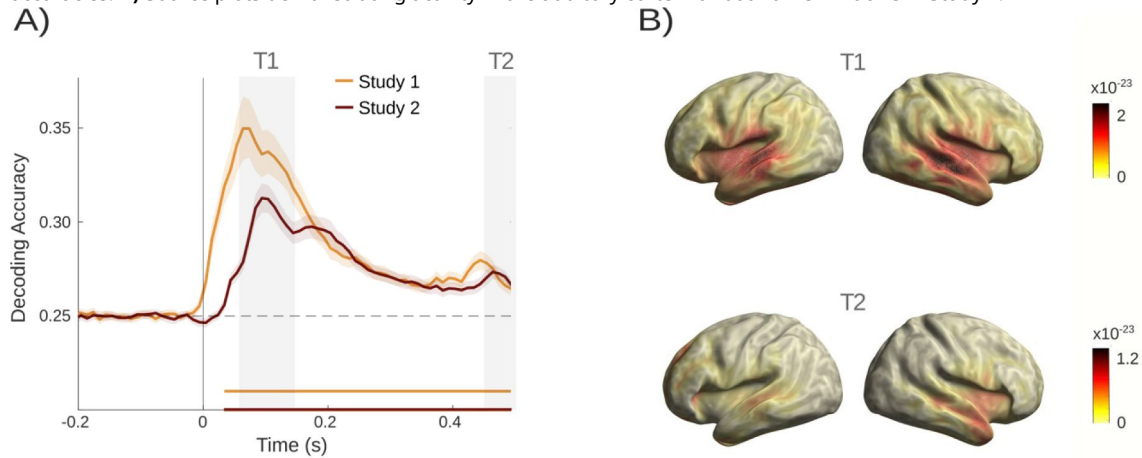 A)
B)
T1
T2
Study 1
Study 2
0.35
0.30
0.25
Decoding Accuracy
-0.2
0
0.2
0.4
Time (s)
T1
x10-23
2
0
T2
x10-23
1.2
0